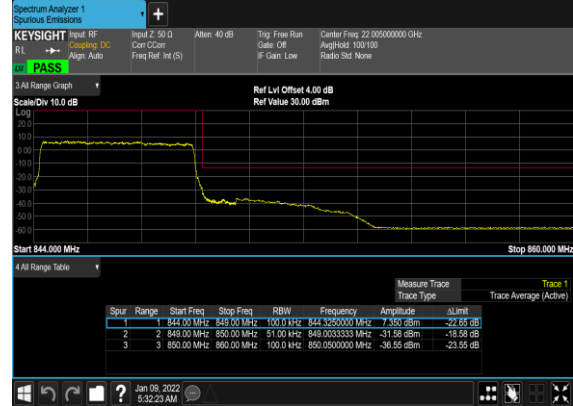 Spectrum Analyzer 1
Spurious Emissions
+
KEYSIGHT Input: RF Input Z: 50 Ω Atten: 40 dB Trig: Free Run Center Freq: 22.005000000 GHz
RL Coupling: DC Corr CCorr Gate: Off Avg|Hold: 100/100
Align: Auto Freq Ref: Int (S) IF Gain: Low Radio Std: None
PASS
3 All Range Graph
Ref Lvl Offset 4.00 dB
Scale/Div 10.0 dB Ref Value 30.00 dBm
Log
20.0
10.0
0.00
-10.0
-20.0
-30.0
-40.0
-50.0
-60.0
Start 844.000 MHz Stop 860.000 MHz
4 All Range Table
Measure Trace Trace 1
Trace Type Trace Average (Active)
Spur Range Start Freq Stop Freq RBW Frequency Amplitude ΔLimit
1 1 844.00 MHz 849.00 MHz 100.0 kHz 844.3250000 MHz 7.350 dBm -22.65 dB
2 2 849.00 MHz 850.00 MHz 51.00 kHz 849.0033333 MHz -31.58 dBm -18.58 dB
3 3 850.00 MHz 860.00 MHz 100.0 kHz 850.0500000 MHz -36.55 dBm -23.55 dB
? Jan 09, 2022
5:32:23 AM